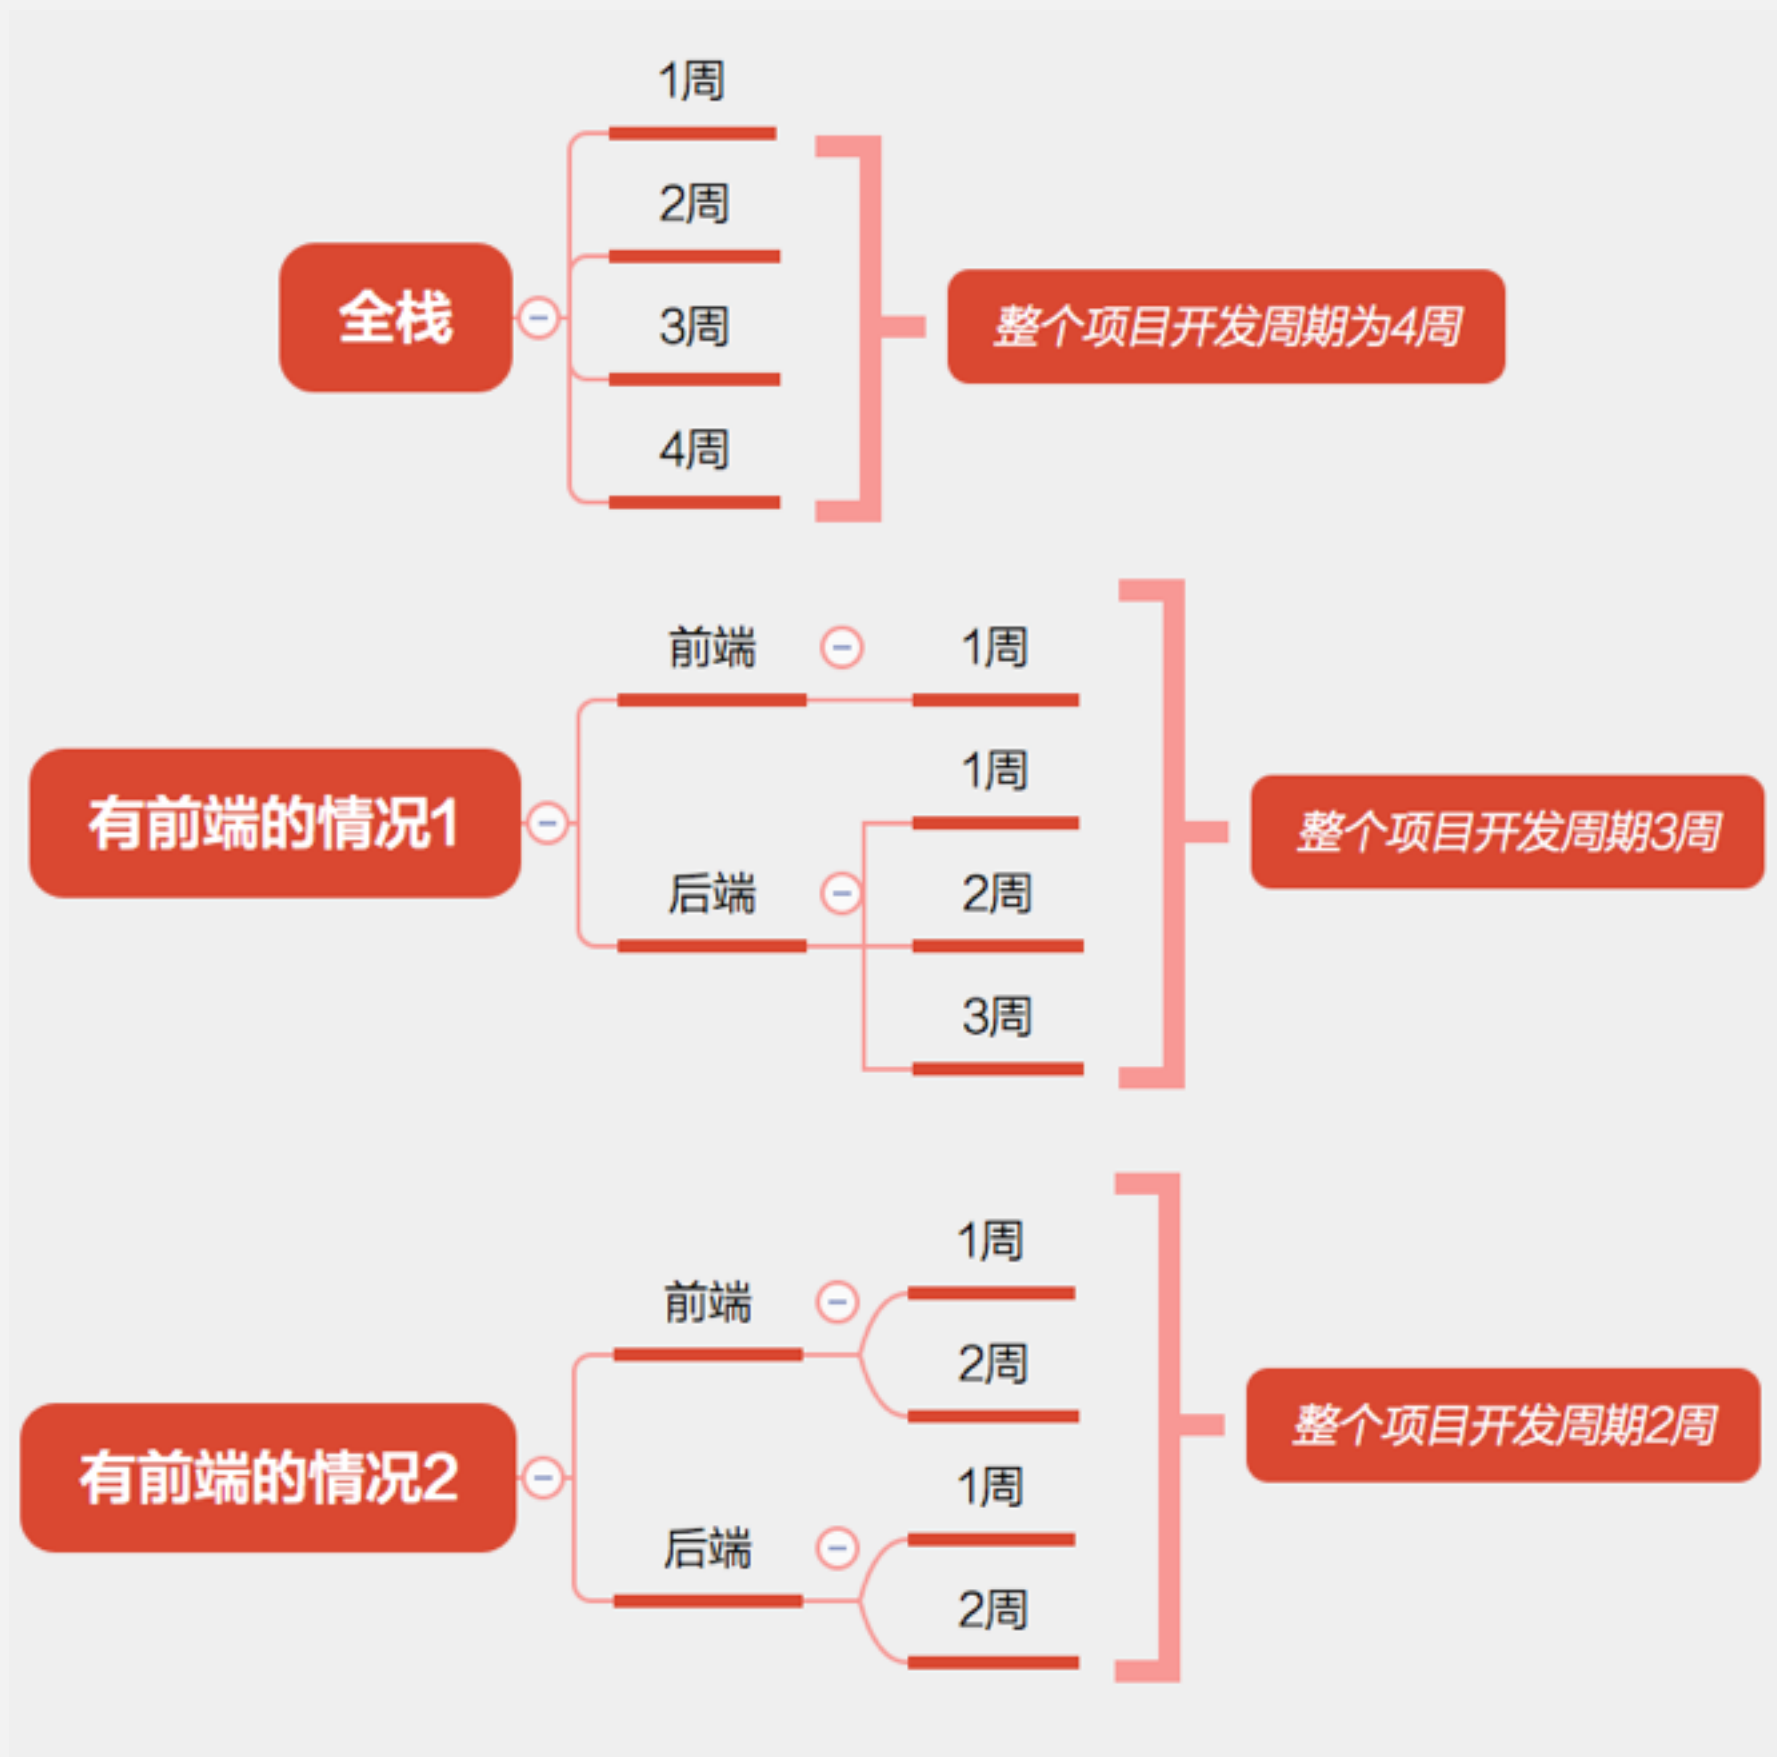 1周
2周
全栈
3周
整个项目开发周期为4周
4周
前端
1周
1周
有前端的情况1
整个项目开发周期3周
后端
2周
3周
1周
前端
2周
有前端的情况2
整个项目开发周期2周
1周
后端
2周